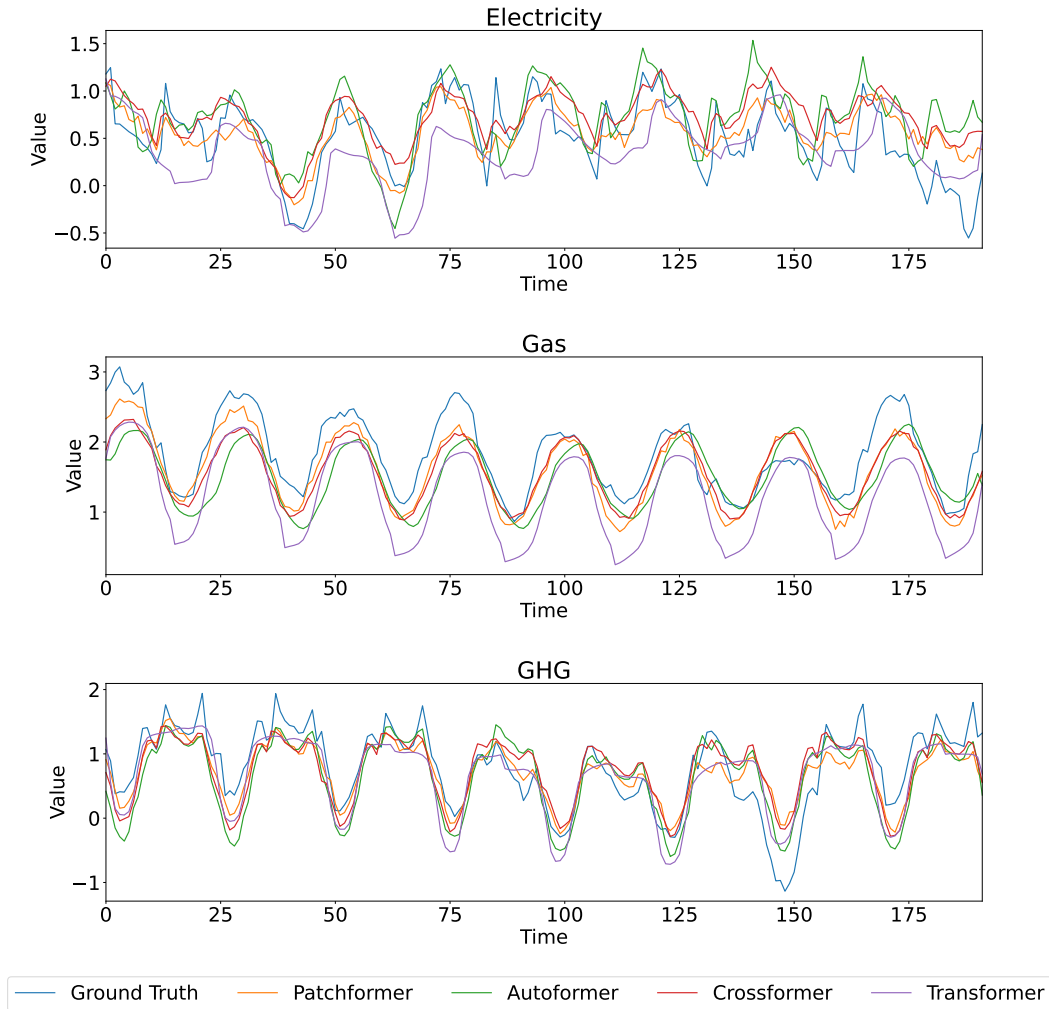 Electricity
1.5
1.0
0.5
0.0
−0.5
Value
0 25 50 75 100 125 150 175
Time
Gas
3
2
1
Value
0 25 50 75 100 125 150 175
Time
GHG
2
1
0
−1
Value
0 25 50 75 100 125 150 175
Time
Ground Truth Patchformer Autoformer Crossformer Transformer